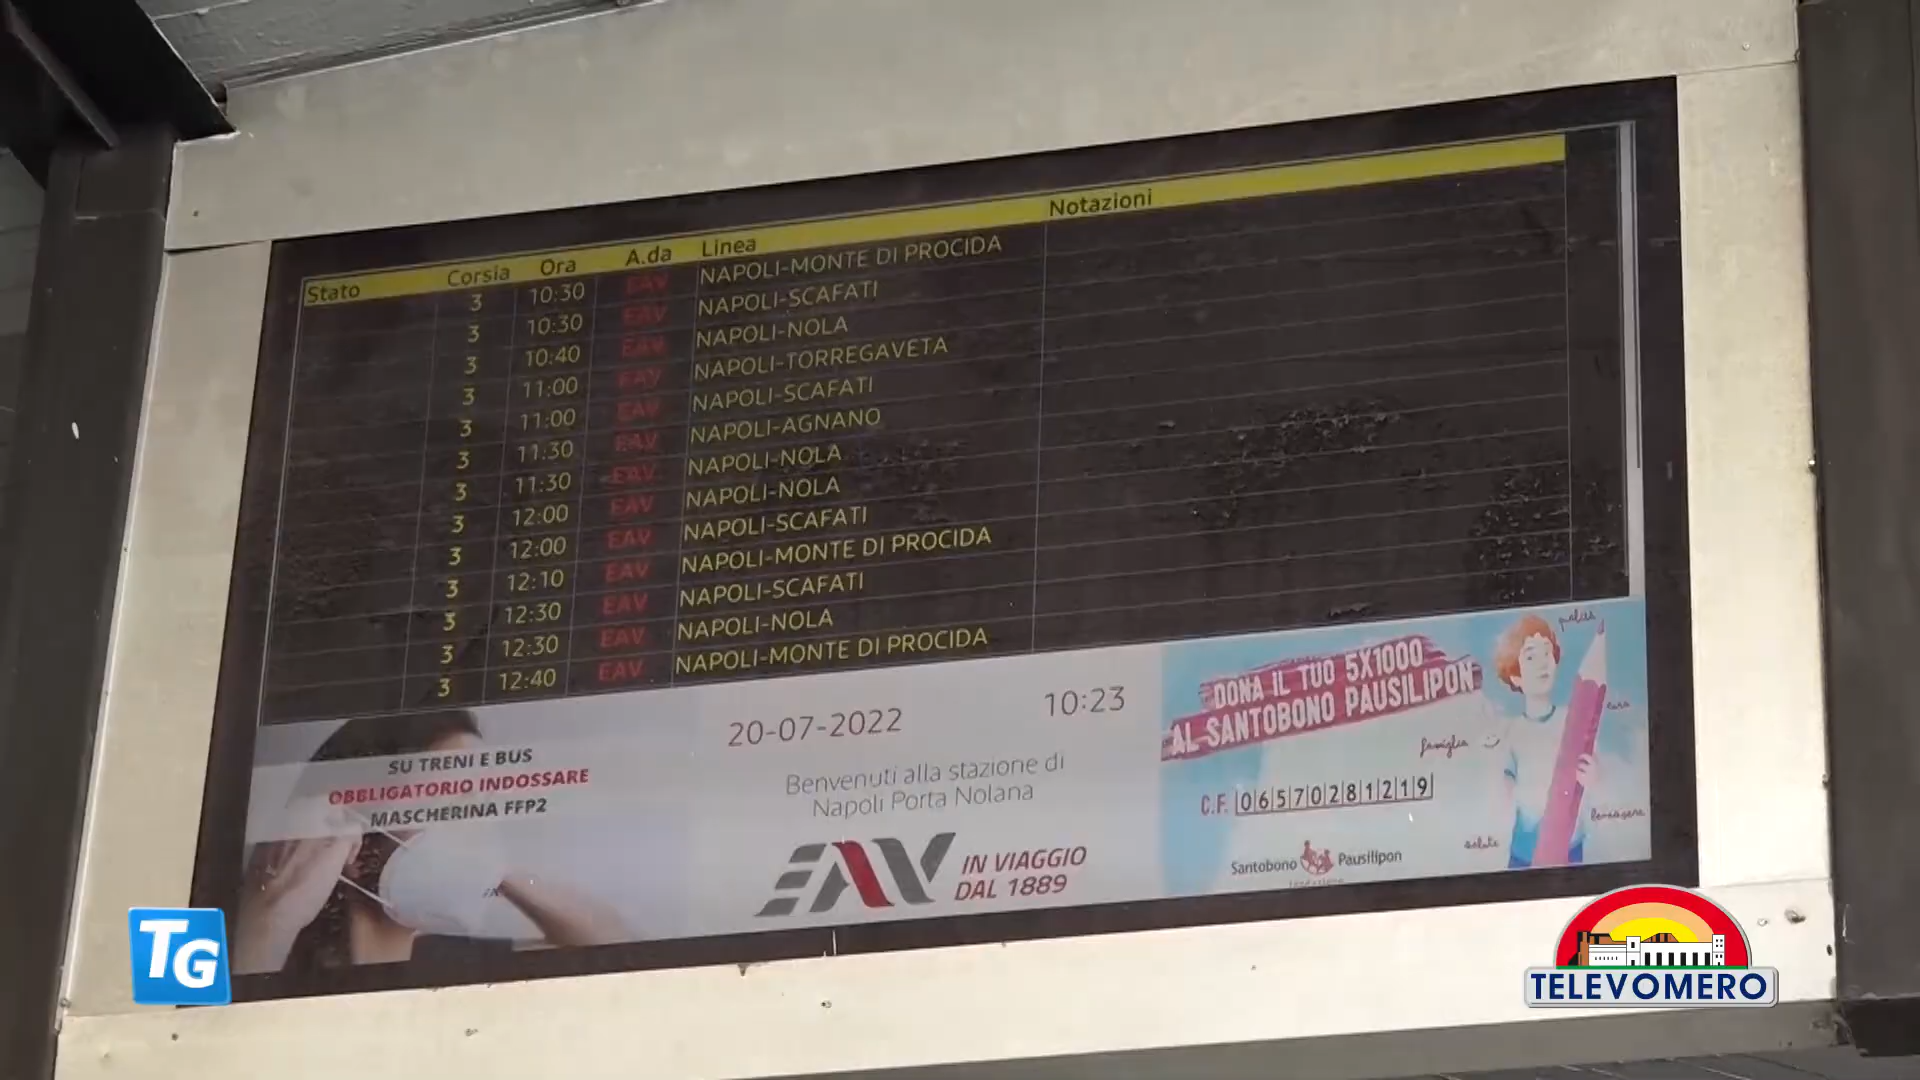 Stato Corsia Ora A.da Linea Notazioni
3 10:30 EAV NAPOLI-MONTE DI PROCIDA
3 10:30 EAV NAPOLI-SCAFATI
3 10:40 EAV NAPOLI-NOLA
3 11:00 EAV NAPOLI-TORREGAVETA
3 11:00 EAV NAPOLI-SCAFATI
3 11:30 EAV NAPOLI-AGNANO
3 11:30 EAV NAPOLI-NOLA
3 12:00 EAV NAPOLI-NOLA
3 12:00 EAV NAPOLI-SCAFATI
3 12:10 EAV NAPOLI-MONTE DI PROCIDA
3 12:30 EAV NAPOLI-SCAFATI
3 12:30 EAV NAPOLI-NOLA
3 12:40 EAV NAPOLI-MONTE DI PROCIDA
SU TRENI E BUS
OBBLIGATORIO INDOSSARE
MASCHERINA FFP2
20-07-2022 10:23
Benvenuti alla stazione di
Napoli Porta Nolana
EAV IN VIAGGIO
DAL 1889
DONA IL TUO 5X1000
AL SANTOBONO PAUSILIPON
famiglia
cura
salute
C.F. 06570281219
Santobono Pausilipon
fondazione
TG
TELEVOMERO